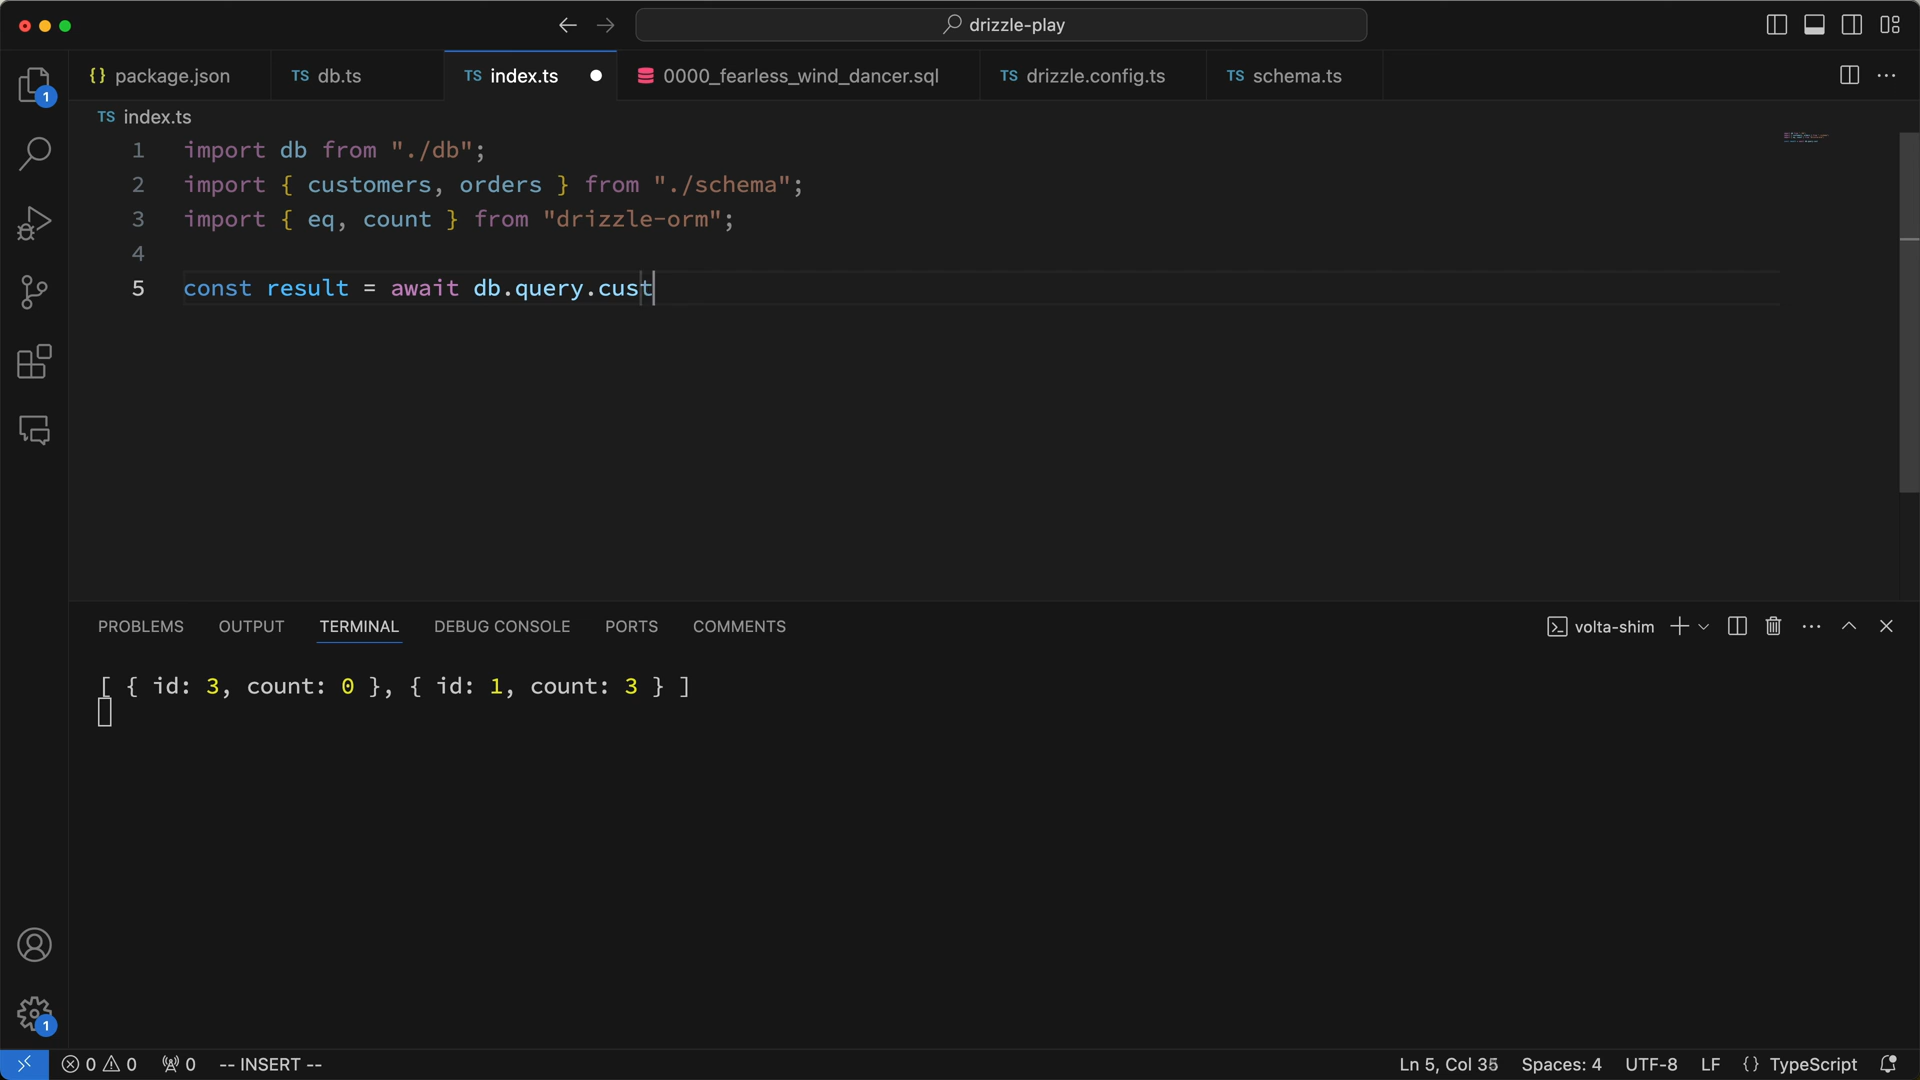 drizzle-play
{} package.json
TS db.ts
TS index.ts
0000_fearless_wind_dancer.sql
TS drizzle.config.ts
TS schema.ts
1
TS index.ts
1 import db from "./db";
2 import { customers, orders } from "./schema";
3 import { eq, count } from "drizzle-orm";
4
5 const result = await db.query.cust
PROBLEMS OUTPUT TERMINAL DEBUG CONSOLE PORTS COMMENTS
volta-shim
[ { id: 3, count: 0 }, { id: 1, count: 3 } ]
1
0 0 0 -- INSERT -- Ln 5, Col 35 Spaces: 4 UTF-8 LF {} TypeScript